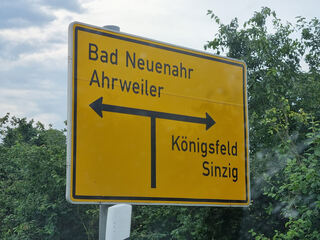 Bad Neuenahr
Ahrweiler
Königsfeld
Sinzig